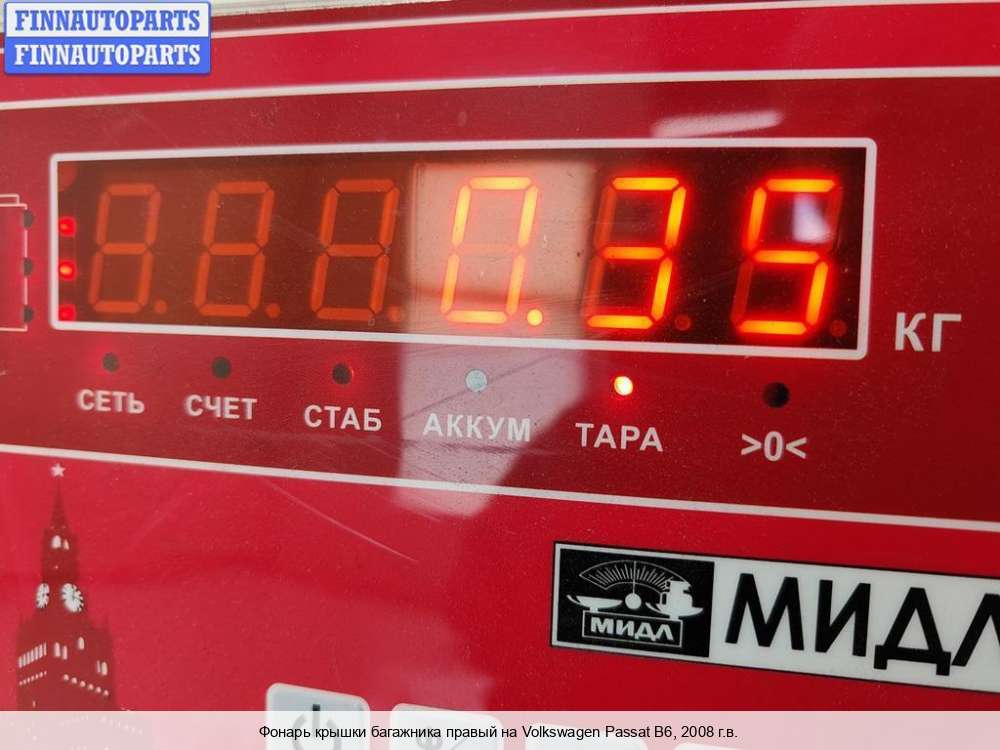 FINNAUTOPARTS
FINNAUTOPARTS
0.35
КГ
СЕТЬ СЧЕТ СТАБ АККУМ ТАРА >0<
МИДЛ МИДЛ
Фонарь крышки багажника правый на Volkswagen Passat B6, 2008 г.в.